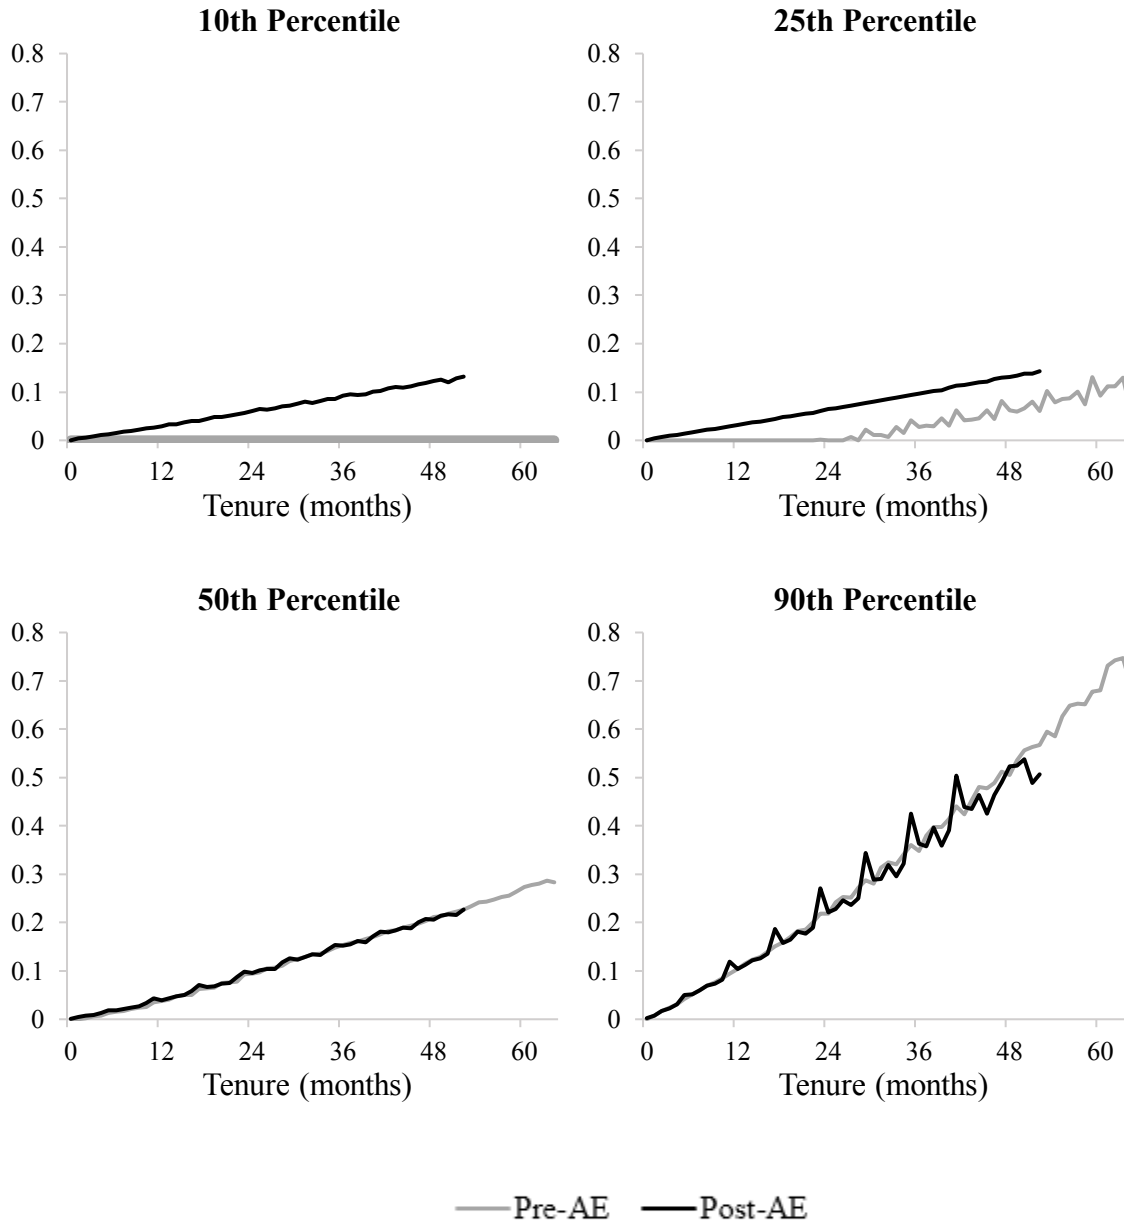 10th Percentile
0.8
0.7
0.6
0.5
0.4
0.3
0.2
0.1
0
0 12 24 36 48 60
Tenure (months)
25th Percentile
0.8
0.7
0.6
0.5
0.4
0.3
0.2
0.1
0
0 12 24 36 48 60
Tenure (months)
50th Percentile
0.8
0.7
0.6
0.5
0.4
0.3
0.2
0.1
0
0 12 24 36 48 60
Tenure (months)
90th Percentile
0.8
0.7
0.6
0.5
0.4
0.3
0.2
0.1
0
0 12 24 36 48 60
Tenure (months)
Pre-AE Post-AE